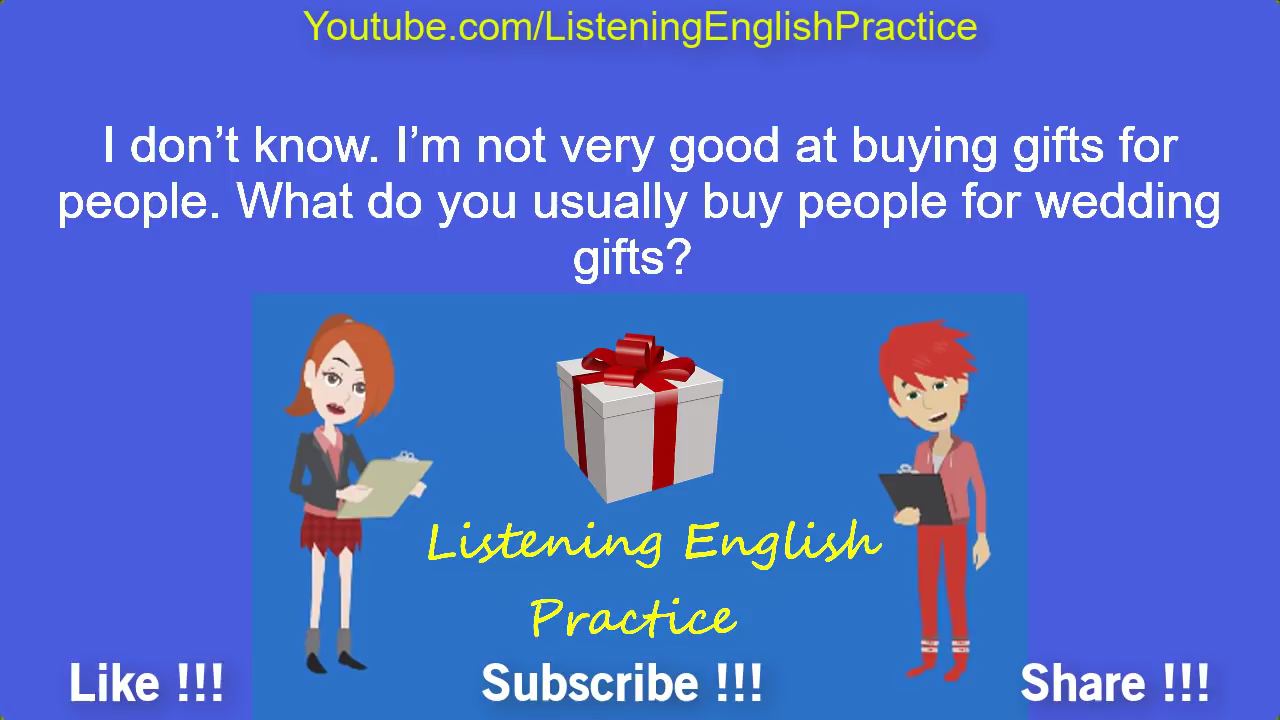 Youtube.com/ListeningEnglishPractice
I don’t know. I’m not very good at buying gifts for
people. What do you usually buy people for wedding
gifts?
Listening English
Practice
Like !!!
Subscribe !!!
Share !!!